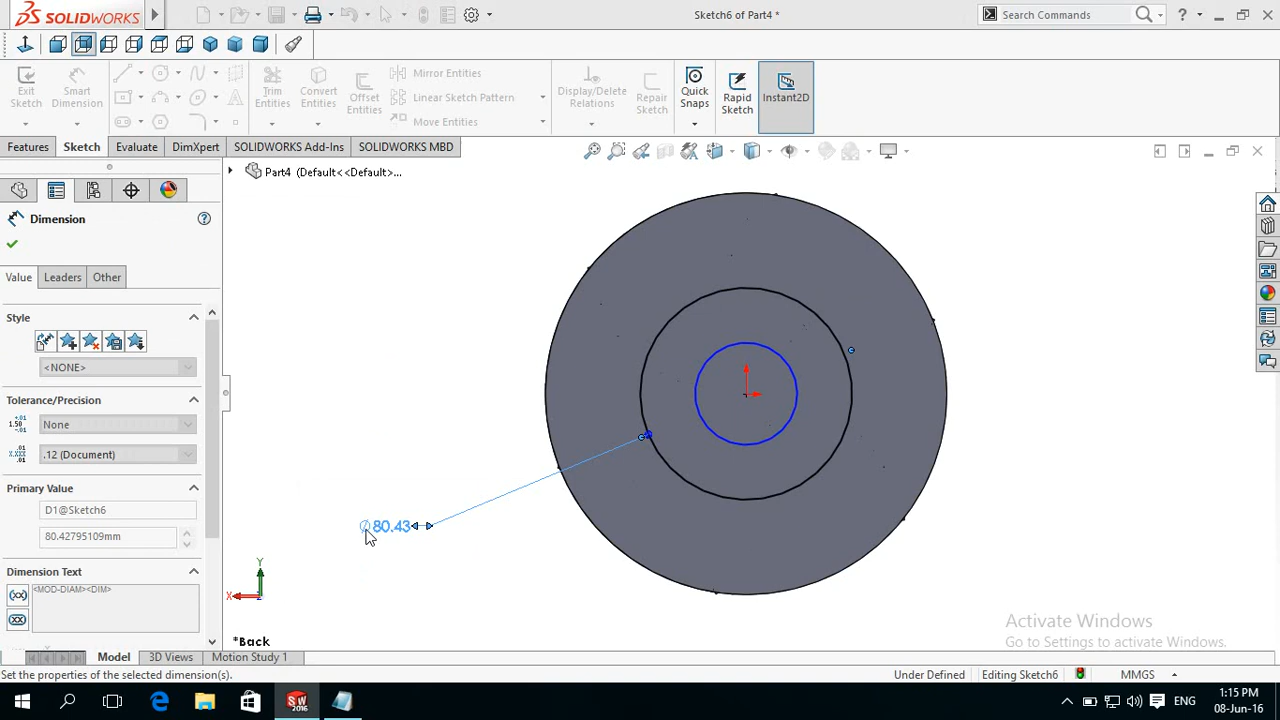 SOLIDWORKS
Sketch6 of Part4 *
Search Commands
?
Exit Sketch
Smart Dimension
Trim Entities
Convert Entities
Offset Entities
Mirror Entities
Linear Sketch Pattern
Move Entities
Display/Delete Relations
Repair Sketch
Quick Snaps
Rapid Sketch
Instant2D
Features
Sketch
Evaluate
DimXpert
SOLIDWORKS Add-Ins
SOLIDWORKS MBD
Part4 (Default<<Default>...
Dimension
?
Value
Leaders
Other
Style
<NONE>
Tolerance/Precision
None
.12 (Document)
Primary Value
D1@Sketch6
80.42795109mm
Dimension Text
<MOD-DIAM><DIM>
∅80.43
Y
X
Z
*Back
Activate Windows
Go to Settings to activate Windows.
Model
3D Views
Motion Study 1
Set the properties of the selected dimension(s).
Under Defined
Editing Sketch6
MMGS
SW
2016
ENG
1:15 PM
08-Jun-16